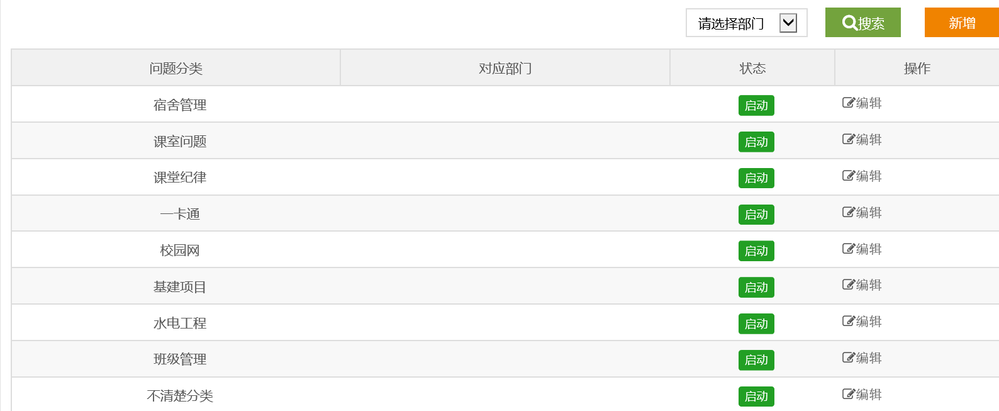 请选择部门 搜索 新增
问题分类 对应部门 状态 操作
宿舍管理 启动 编辑
课室问题 启动 编辑
课堂纪律 启动 编辑
一卡通 启动 编辑
校园网 启动 编辑
基建项目 启动 编辑
水电工程 启动 编辑
班级管理 启动 编辑
不清楚分类 启动 编辑